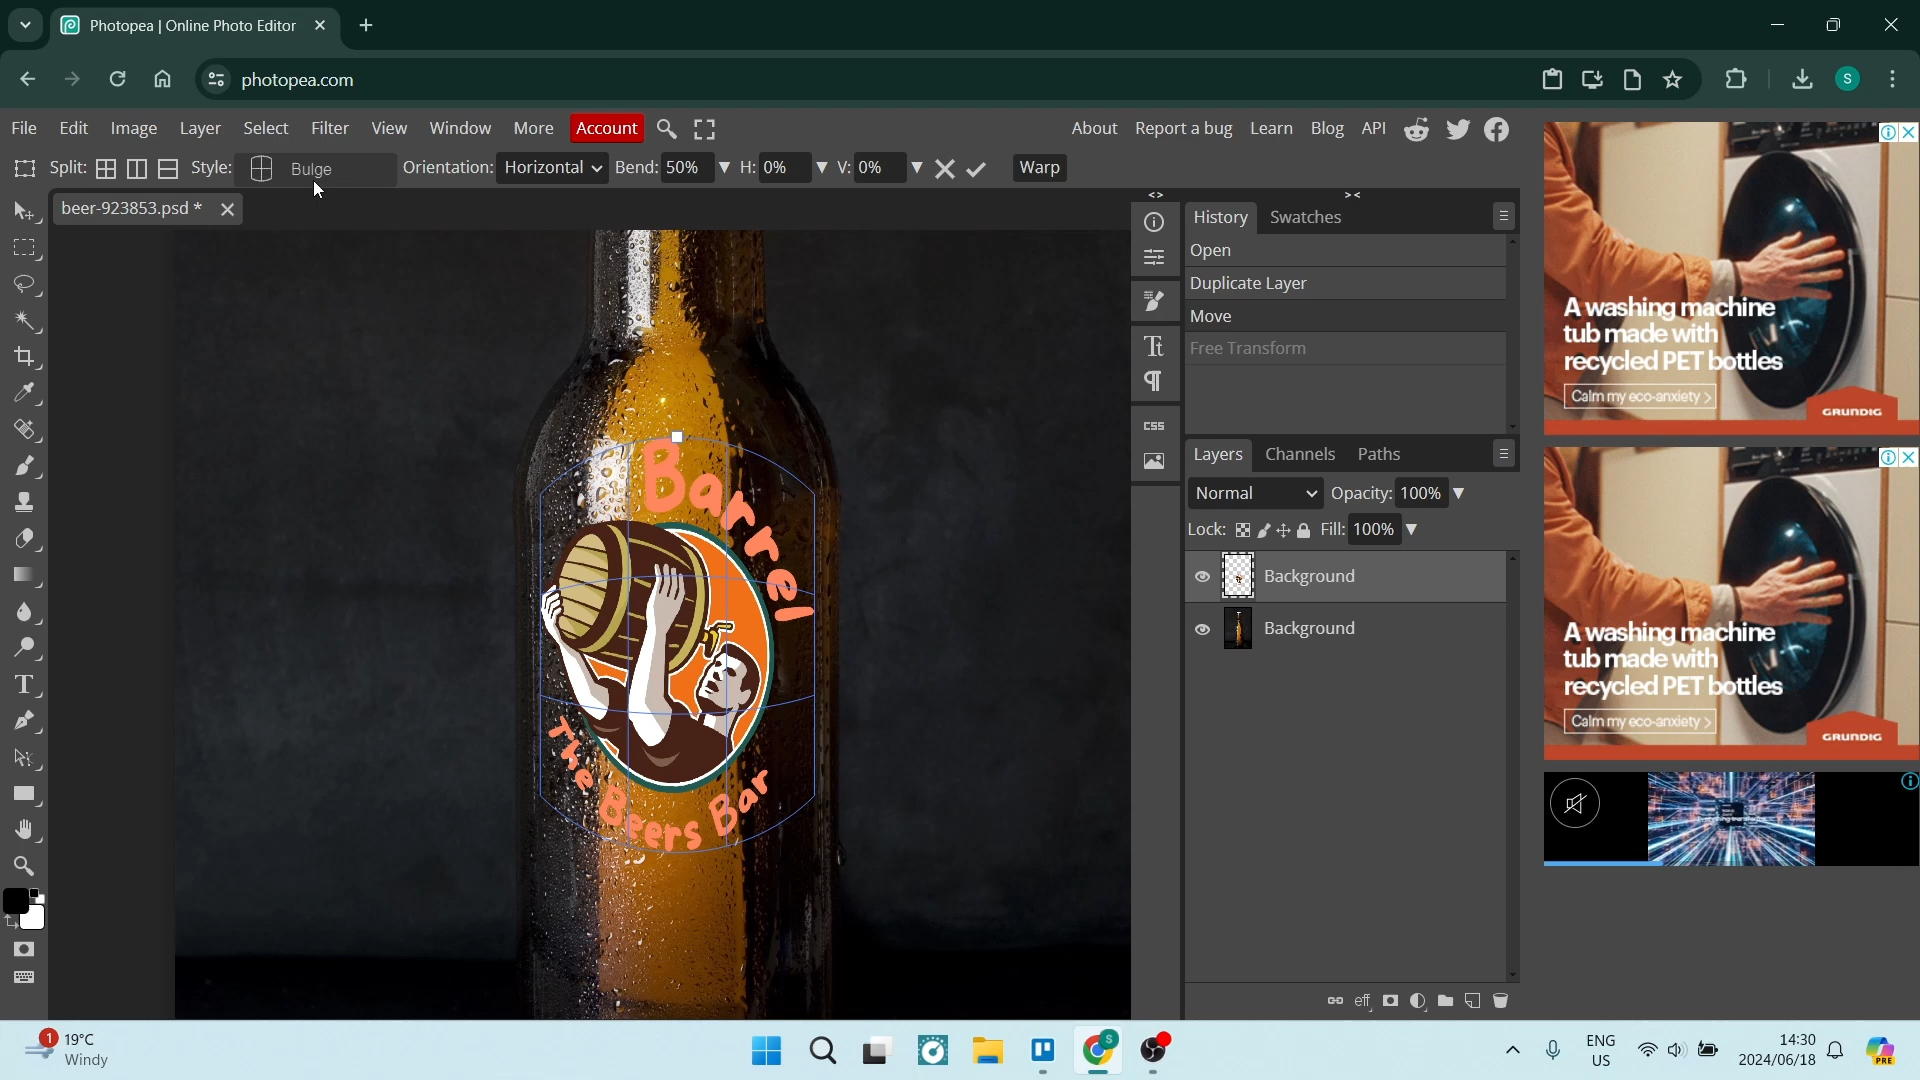 Photopea | Online Photo Editor
photopea.com
S
File Edit Image Layer Select Filter View Window More Account
About Report a bug Learn Blog API
Split: Style: Bulge Orientation: Horizontal Bend: 50% H: 0% V: 0% Warp
beer-923853.psd *
History Swatches
Open
Duplicate Layer
Move
Free Transform
CSS
Layers Channels Paths
Normal Opacity: 100%
Lock: Fill: 100%
Background
Background
eff
Barrel
The Beers Bar
A washing machine
tub made with
recycled PET bottles
Calm my eco-anxiety >
GRUNDIG
A washing machine
tub made with
recycled PET bottles
Calm my eco-anxiety >
GRUNDIG
1
19°C
Windy
S
ENG
US
14:30
2024/06/18
PRE